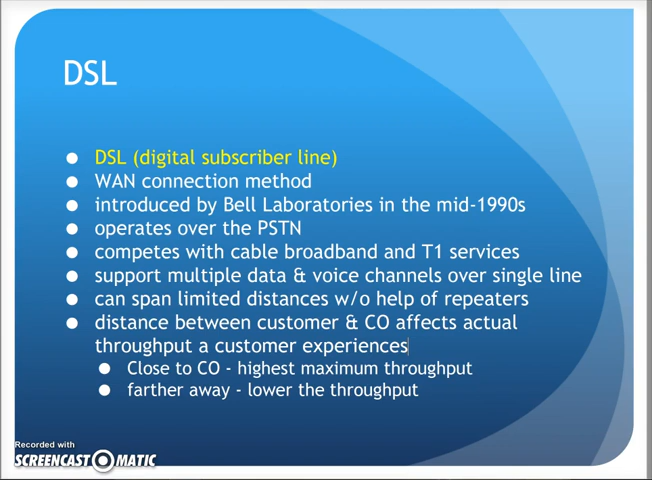 DSL
DSL (digital subscriber line)
WAN connection method
introduced by Bell Laboratories in the mid-1990s
operates over the PSTN
competes with cable broadband and T1 services
support multiple data & voice channels over single line
can span limited distances w/o help of repeaters
distance between customer & CO affects actual
throughput a customer experiences
Close to CO - highest maximum throughput
farther away - lower the throughput
Recorded with
SCREENCAST-O-MATIC